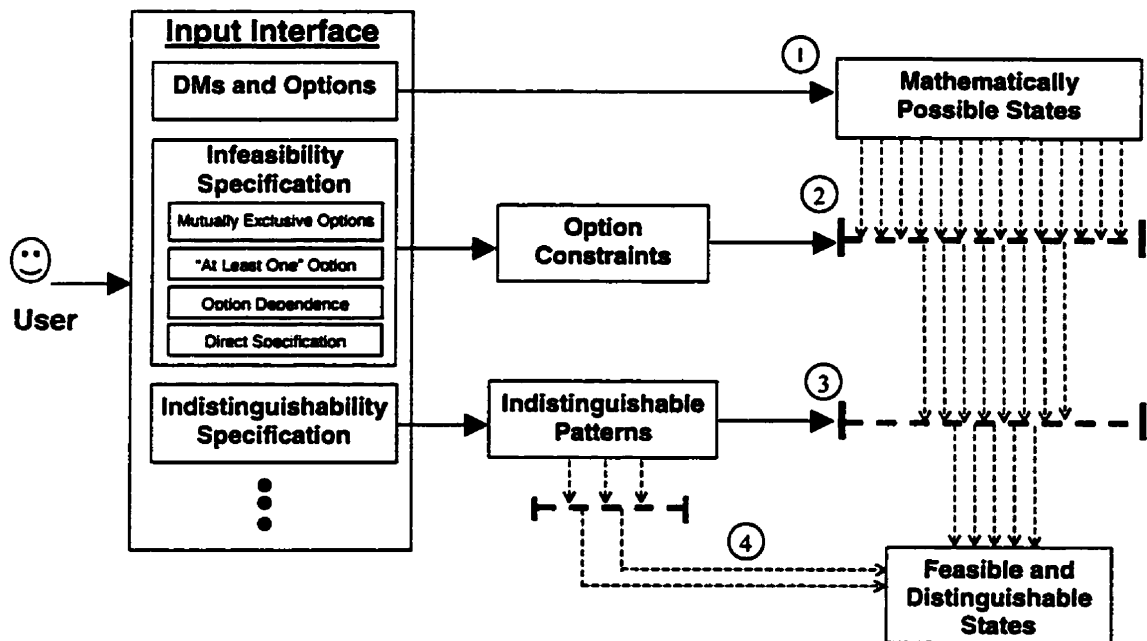 Input Interface
DMs and Options
Infeasibility
Specification
Mutually Exclusive Options
"At Least One" Option
Option Dependence
Direct Specification
Indistinguishability
Specification
User
Option
Constraints
Indistinguishable
Patterns
1
Mathematically
Possible States
2
3
4
Feasible and
Distinguishable
States